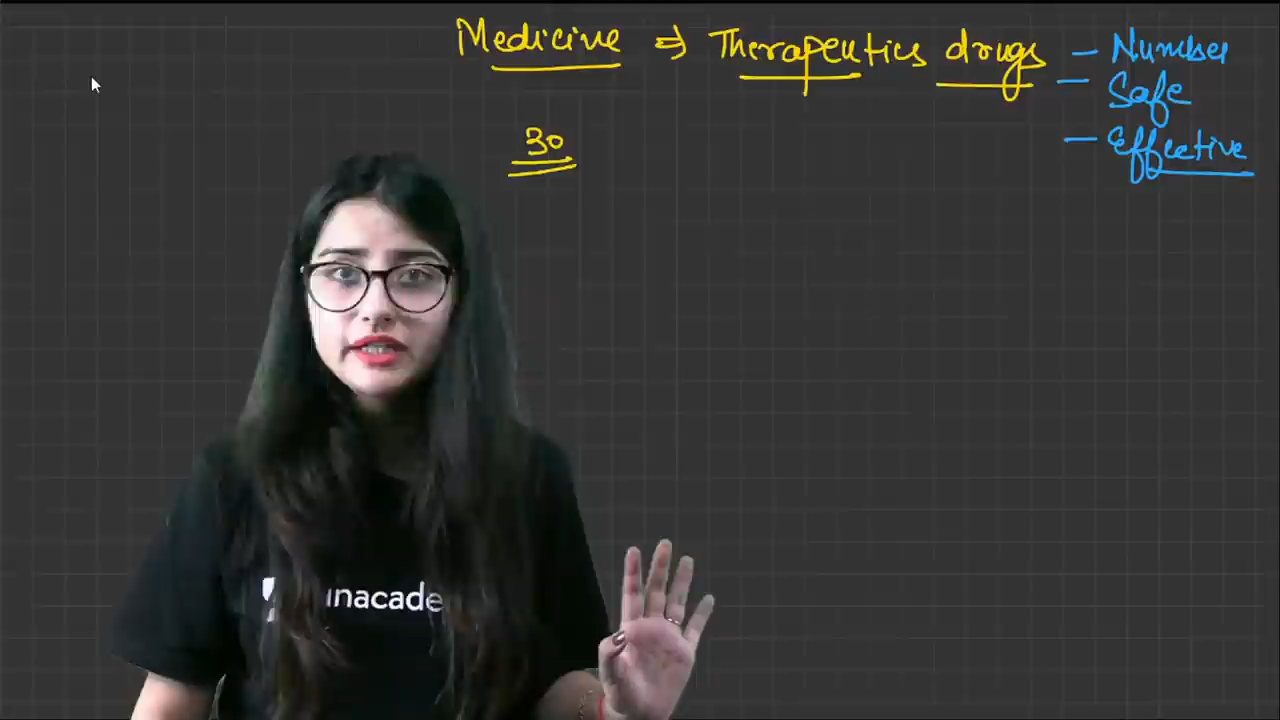 Medicine ⇒ Therapeutics drugs - Number
- Safe
- Effective
30
unacade